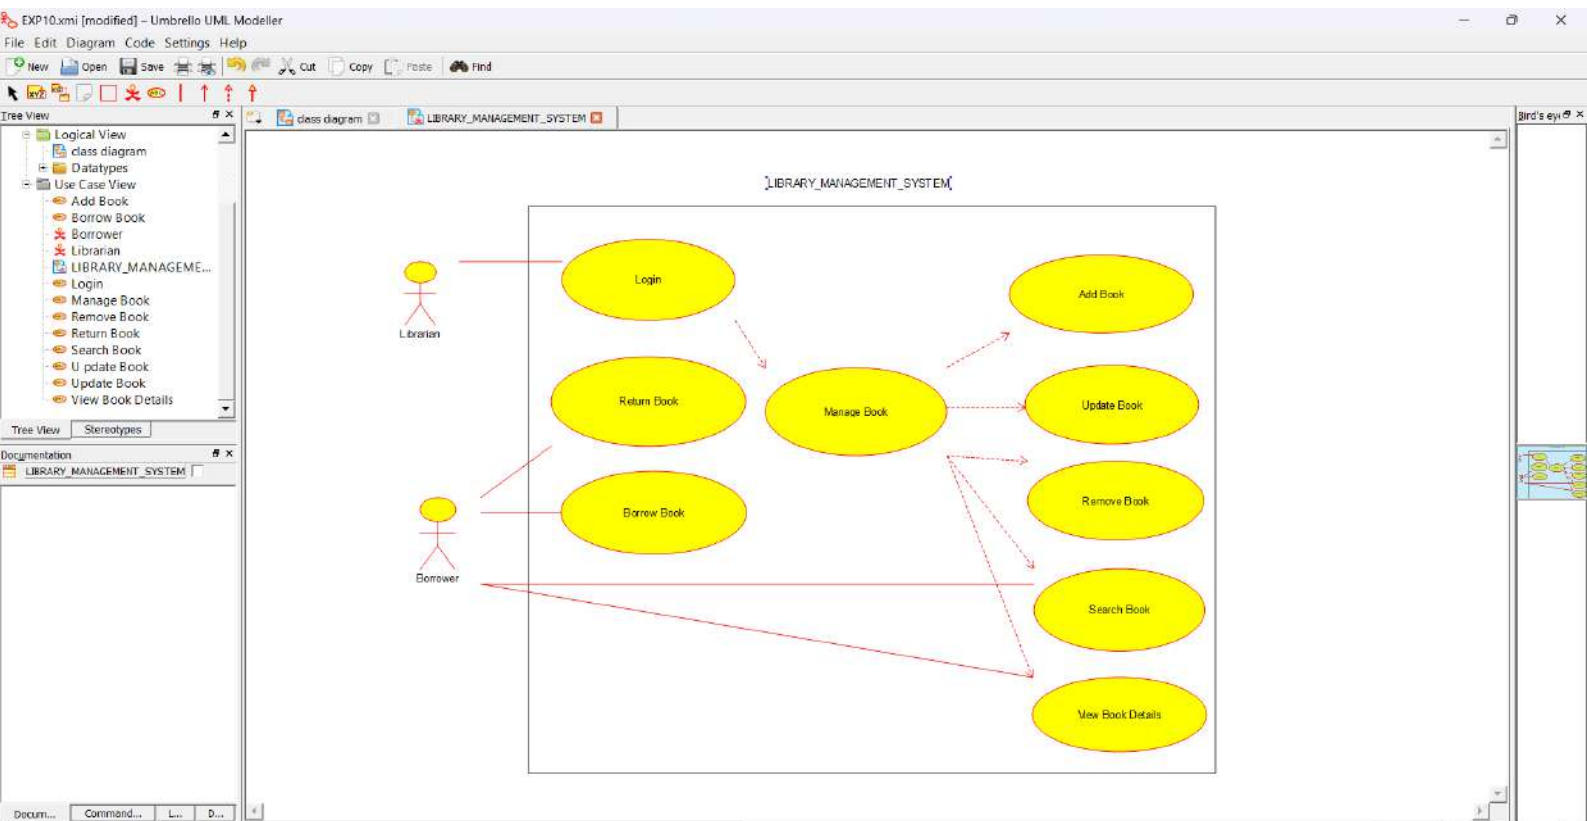 EXP10.xmi [modified] – Umbrello UML Modeller
File Edit Diagram Code Settings Help
New Open Save Cut Copy Paste Find
Tree View
class diagram LIBRARY_MANAGEMENT_SYSTEM
Bird's eye
Logical View
class diagram
Datatypes
Use Case View
Add Book
Borrow Book
Borrower
Librarian
LIBRARY_MANAGEME...
Login
Manage Book
Remove Book
Return Book
Search Book
U pdate Book
Update Book
View Book Details
Tree View Stereotypes
Documentation
LIBRARY_MANAGEMENT_SYSTEM
Docum... Command... L... D...
LIBRARY_MANAGEMENT_SYSTEM
Login
Add Book
Librarian
Return Book
Manage Book
Update Book
Borrow Book
Remove Book
Borrower
Search Book
View Book Details